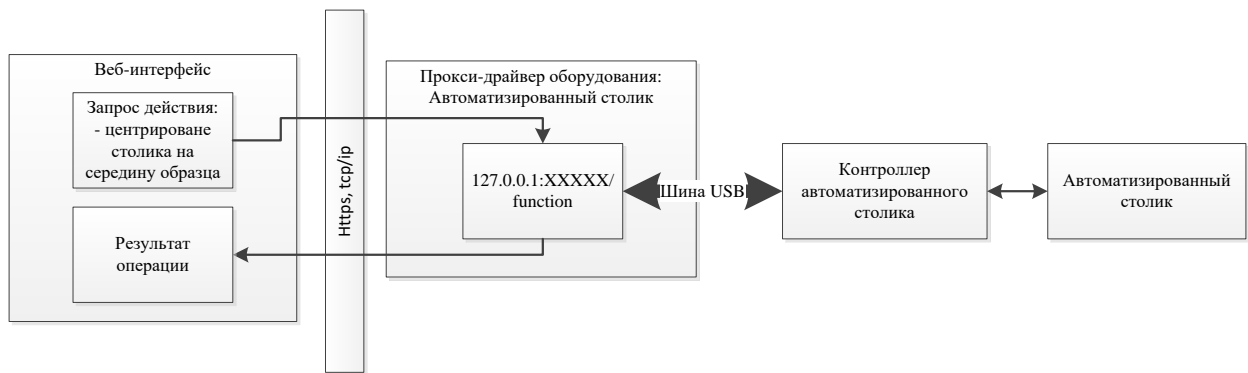 Веб-интерфейс
Запрос действия:
- центрироване
столика на
середину образца
Результат
операции
Https, tcp/ip
Прокси-драйвер оборудования:
Автоматизированный столик
127.0.0.1:XXXXX/
function
Шина USB
Контроллер
автоматизированного
столика
Автоматизированный
столик